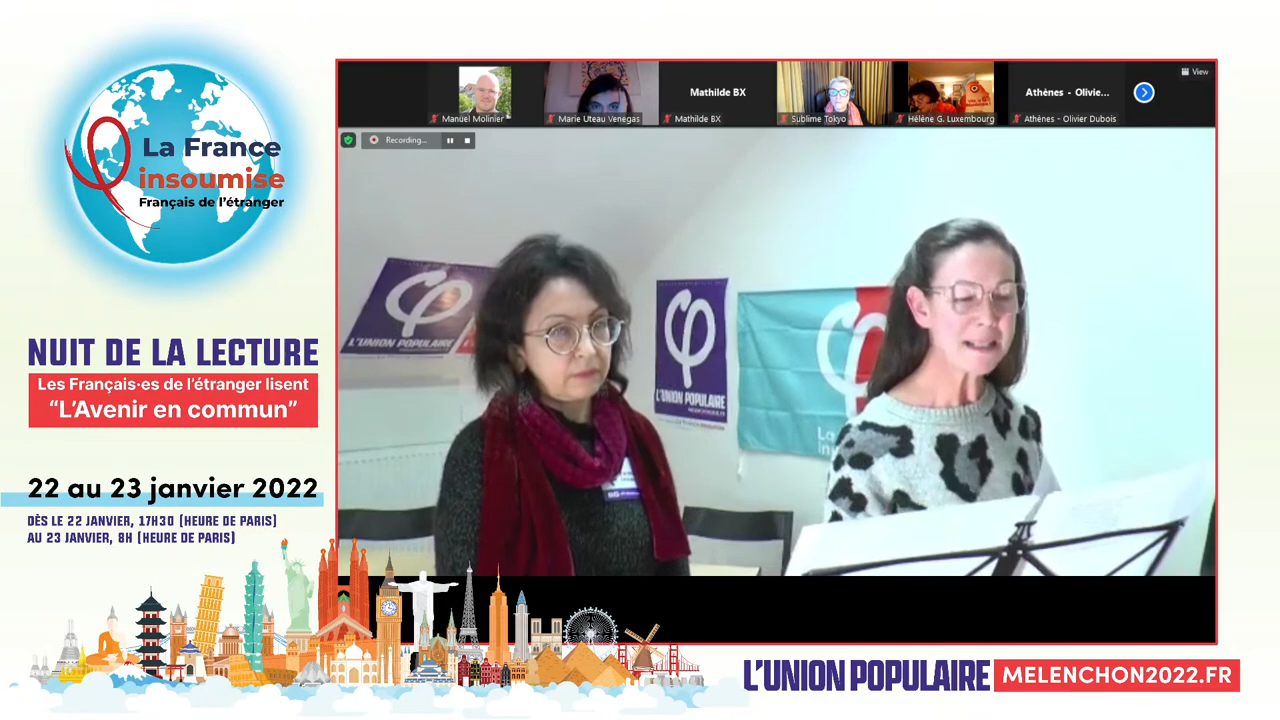 La France
insoumise
Français de l'étranger
NUIT DE LA LECTURE
Les Français·es de l'étranger lisent
“L'Avenir en commun”
22 au 23 janvier 2022
DÈS LE 22 JANVIER, 17H30 (HEURE DE PARIS)
AU 23 JANVIER, 8H (HEURE DE PARIS)
Manuel Molinier
Marie Uteau Venegas
Mathilde BX
Mathilde BX
Sublime Tokyo
Hélène G. Luxembourg
Athènes - Olivie...
Athènes - Olivier Dubois
View
Recording...
L'UNION POPULAIRE
L'UNION POPULAIRE
L'UNION POPULAIRE
MELENCHON2022.FR